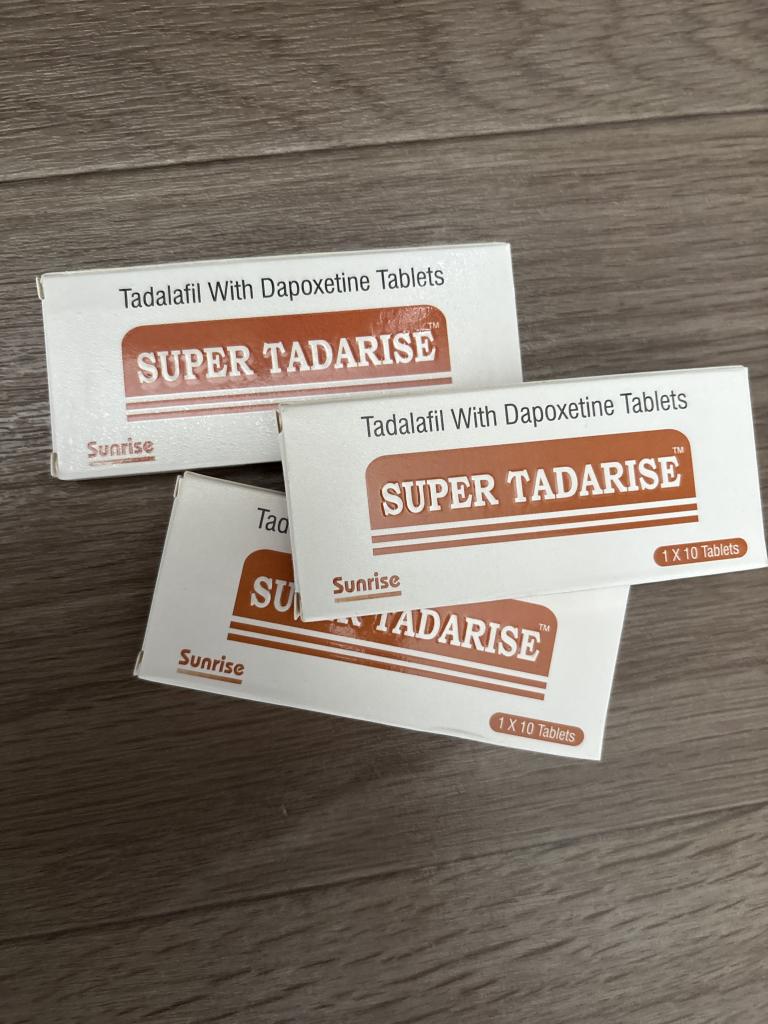 Tadalafil With Dapoxetine Tablets
SUPER TADARISE™
Sunrise
Tadalafil With Dapoxetine Tablets
SUPER TADARISE™
1 X 10 Tablets
Sunrise
Tad
SU R TADARISE™
Sunrise
1 X 10 Tablets